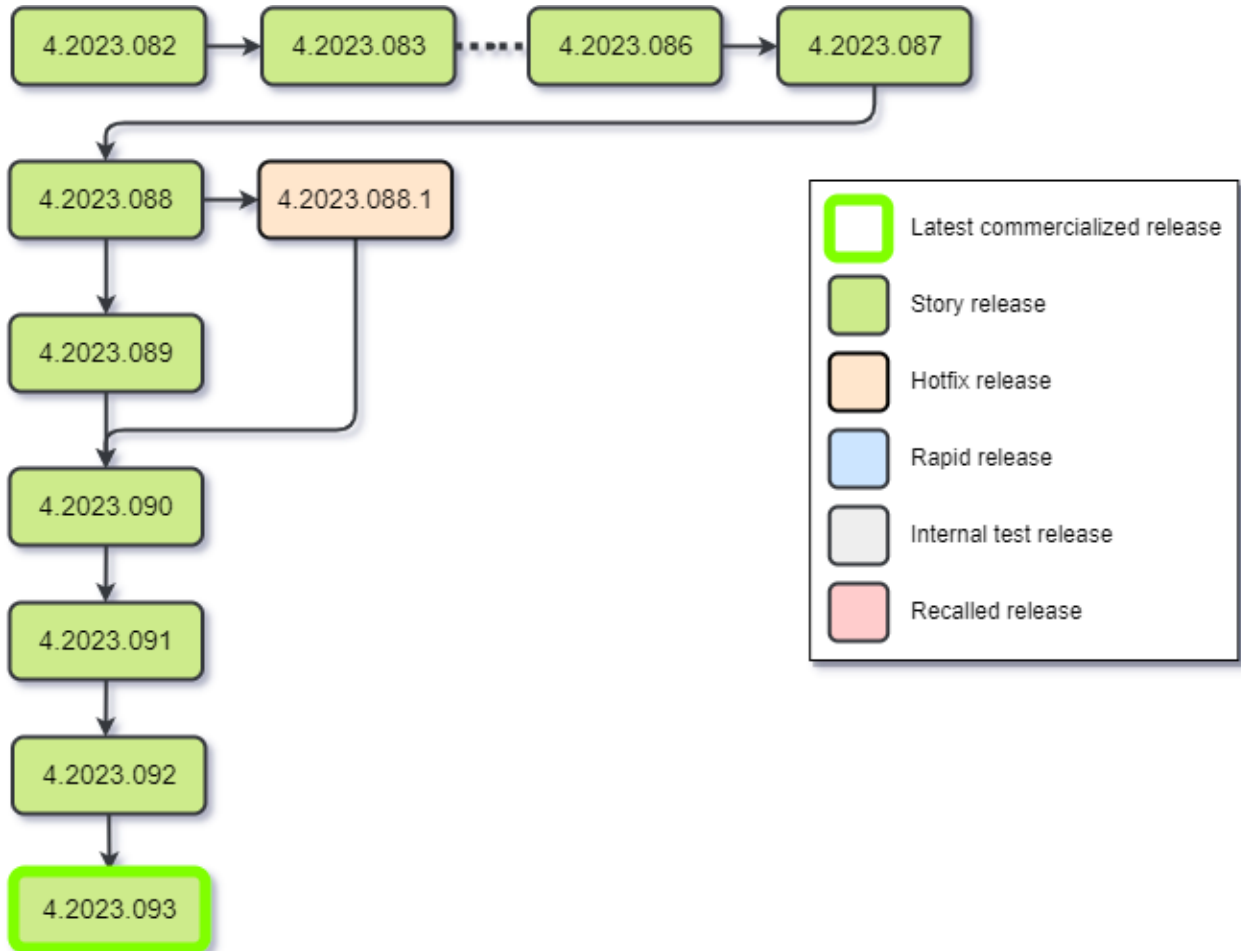 4.2023.082
4.2023.083
4.2023.086
4.2023.087
4.2023.088
4.2023.088.1
4.2023.089
4.2023.090
4.2023.091
4.2023.092
4.2023.093
Latest commercialized release
Story release
Hotfix release
Rapid release
Internal test release
Recalled release